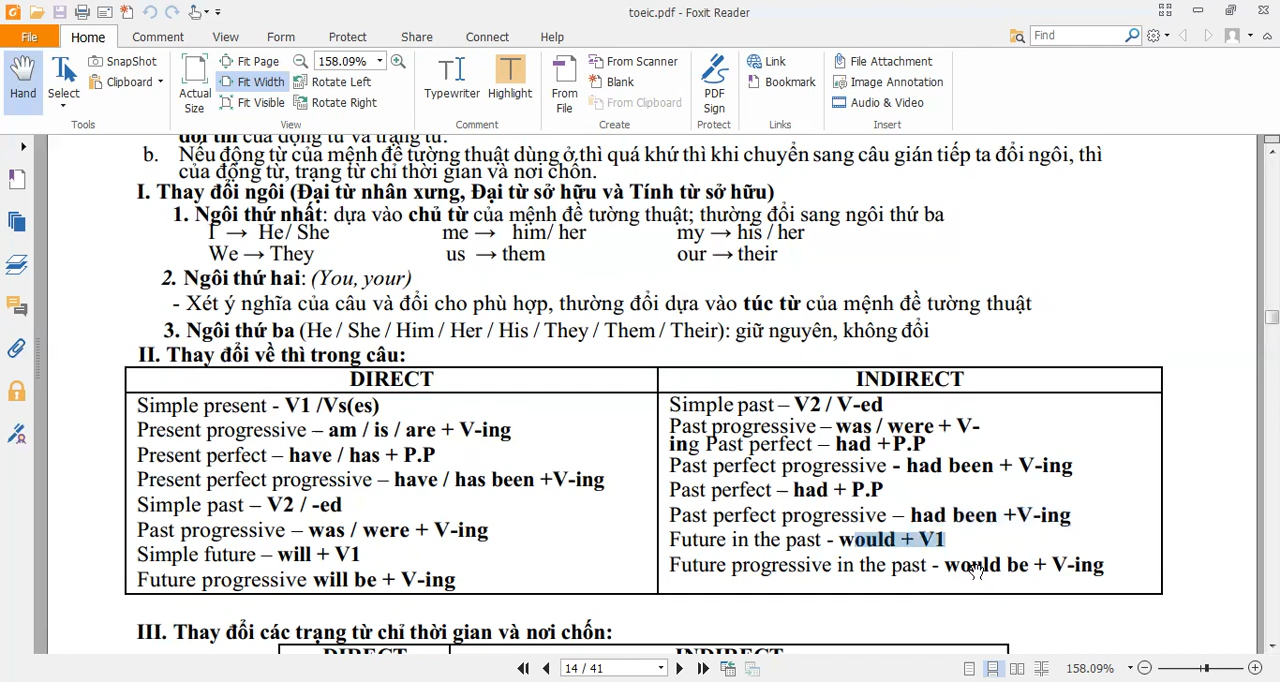 toeic.pdf - Foxit Reader
File Home Comment View Form Protect Share Connect Help
Find
Hand
Select
SnapShot
Clipboard
Actual Size
Fit Page
Fit Width
Fit Visible
158.09%
Rotate Left
Rotate Right
Typewriter
Highlight
From File
From Scanner
Blank
From Clipboard
PDF Sign
Link
Bookmark
File Attachment
Image Annotation
Audio & Video
Tools View Comment Create Protect Links Insert
đổi thì của động từ và trạng từ.
b. Nếu động từ của mệnh đề tường thuật dùng ở thì quá khứ thì khi chuyển sang câu gián tiếp ta đổi ngôi, thì
của động từ, trạng từ chỉ thời gian và nơi chốn.
I. Thay đổi ngôi (Đại từ nhân xưng, Đại từ sở hữu và Tính từ sở hữu)
1. Ngôi thứ nhất: dựa vào chủ từ của mệnh đề tường thuật; thường đổi sang ngôi thứ ba
I → He/ She me → him/ her my → his / her
We → They us → them our → their
2. Ngôi thứ hai: (You, your)
- Xét ý nghĩa của câu và đổi cho phù hợp, thường đổi dựa vào túc từ của mệnh đề tường thuật
3. Ngôi thứ ba (He / She / Him / Her / His / They / Them / Their): giữ nguyên, không đổi
II. Thay đổi về thì trong câu:
DIRECT
Simple present - V1 /Vs(es)
Present progressive – am / is / are + V-ing
Present perfect – have / has + P.P
Present perfect progressive – have / has been +V-ing
Simple past – V2 / -ed
Past progressive – was / were + V-ing
Simple future – will + V1
Future progressive will be + V-ing
INDIRECT
Simple past – V2 / V-ed
Past progressive – was / were + V-
ing Past perfect – had +P.P
Past perfect progressive - had been + V-ing
Past perfect – had + P.P
Past perfect progressive – had been +V-ing
Future in the past - would + V1
Future progressive in the past - would be + V-ing
III. Thay đổi các trạng từ chỉ thời gian và nơi chốn:
DIRECT INDIRECT
14 / 41
158.09%